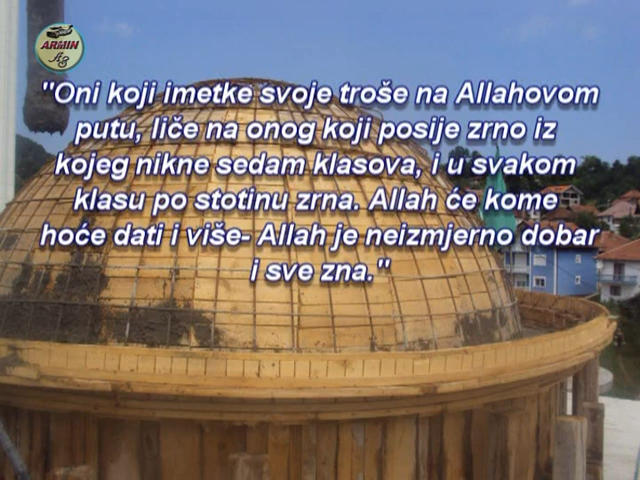 ARMIN
AS
"Oni koji imetke svoje troše na Allahovom
putu, liče na onog koji posije zrno iz
kojeg nikne sedam klasova, i u svakom
klasu po stotinu zrna. Allah će kome
hoće dati i više- Allah je neizmjerno dobar
i sve zna."